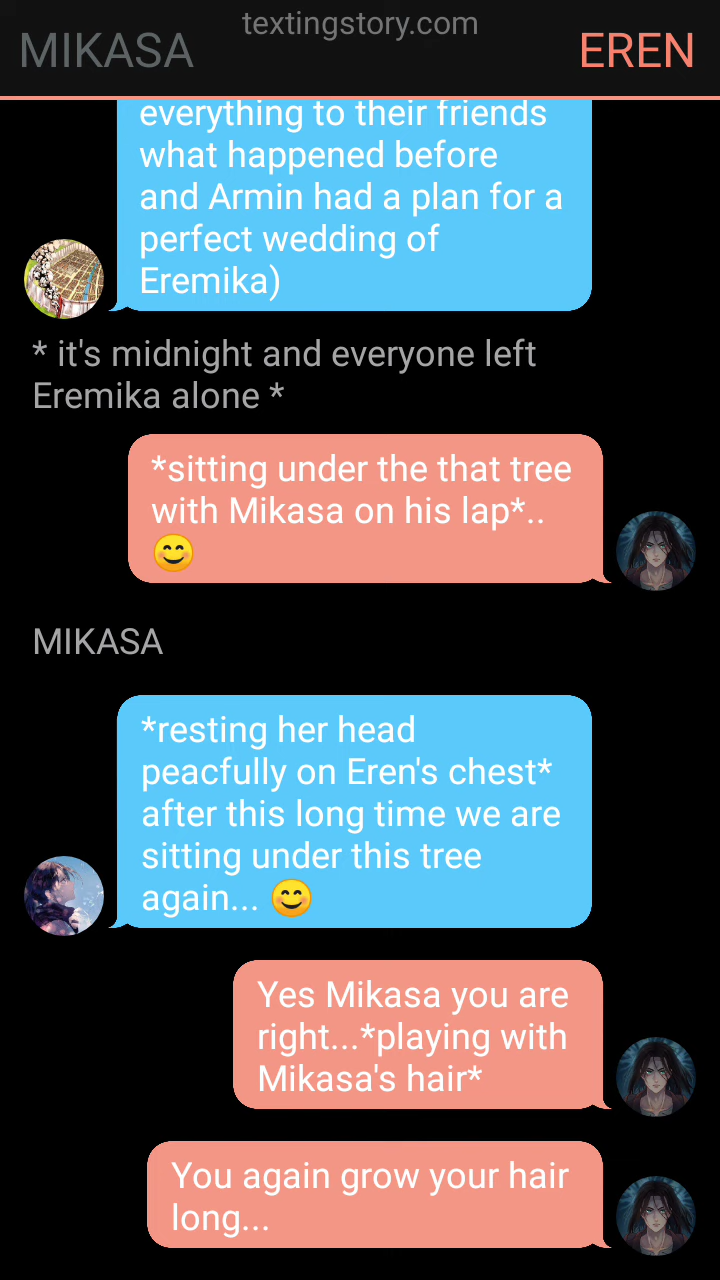 textingstory.com
MIKASA
EREN
everything to their friends
what happened before
and Armin had a plan for a
perfect wedding of
Eremika)
* it's midnight and everyone left
Eremika alone *
*sitting under the that tree
with Mikasa on his lap*..
😊
MIKASA
*resting her head
peacfully on Eren's chest*
after this long time we are
sitting under this tree
again... 😊
Yes Mikasa you are
right...*playing with
Mikasa's hair*
You again grow your hair
long...